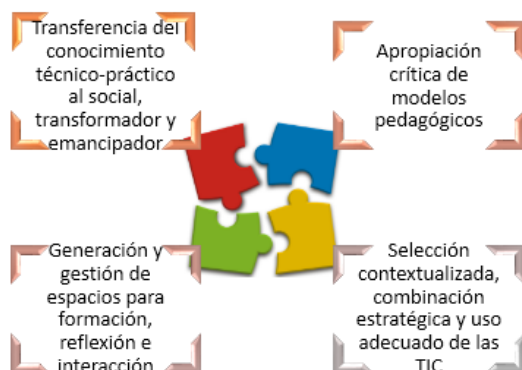 Transferencia del
conocimiento
técnico-práctico
al social,
transformador y
emancipador
Apropiación
crítica de
modelos
pedagógicos
Generación y
gestión de
espacios para
formación,
reflexión e
interacción
Selección
contextualizada,
combinación
estratégica y uso
adecuado de las
TIC